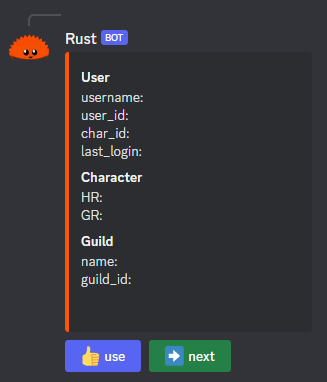 Rust BOT
User
username:
user_id:
char_id:
last_login:
Character
HR:
GR:
Guild
name:
guild_id:
👍 use
➡️ next